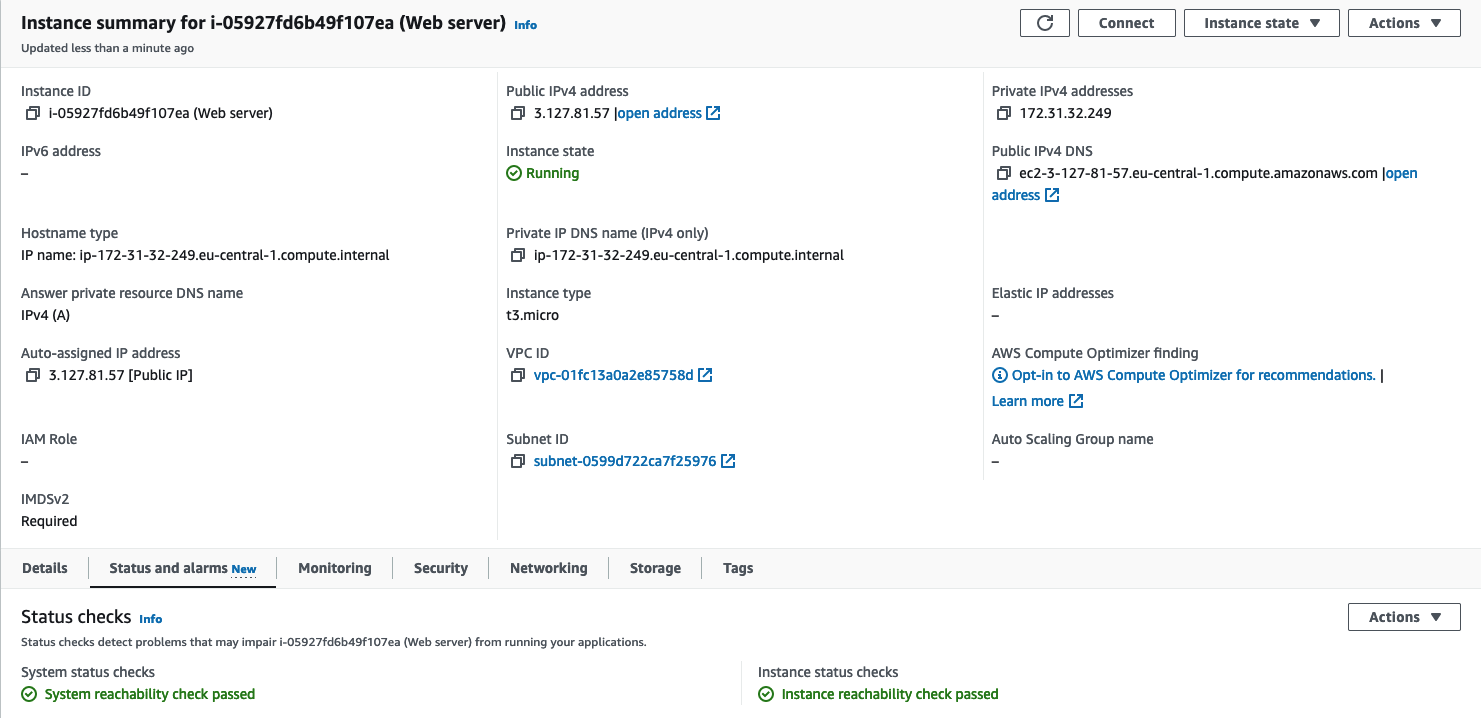 Instance summary for i-05927fd6b49f107ea (Web server) Info
Updated less than a minute ago
Connect
Instance state
Actions
Instance ID
i-05927fd6b49f107ea (Web server)
Public IPv4 address
3.127.81.57 |open address
Private IPv4 addresses
172.31.32.249
IPv6 address
–
Instance state
Running
Public IPv4 DNS
ec2-3-127-81-57.eu-central-1.compute.amazonaws.com |open
address
Hostname type
IP name: ip-172-31-32-249.eu-central-1.compute.internal
Private IP DNS name (IPv4 only)
ip-172-31-32-249.eu-central-1.compute.internal
Answer private resource DNS name
IPv4 (A)
Instance type
t3.micro
Elastic IP addresses
–
Auto-assigned IP address
3.127.81.57 [Public IP]
VPC ID
vpc-01fc13a0a2e85758d
AWS Compute Optimizer finding
Opt-in to AWS Compute Optimizer for recommendations. |
Learn more
IAM Role
–
Subnet ID
subnet-0599d722ca7f25976
Auto Scaling Group name
–
IMDSv2
Required
Details
Status and alarms New
Monitoring
Security
Networking
Storage
Tags
Status checks Info
Actions
Status checks detect problems that may impair i-05927fd6b49f107ea (Web server) from running your applications.
System status checks
System reachability check passed
Instance status checks
Instance reachability check passed